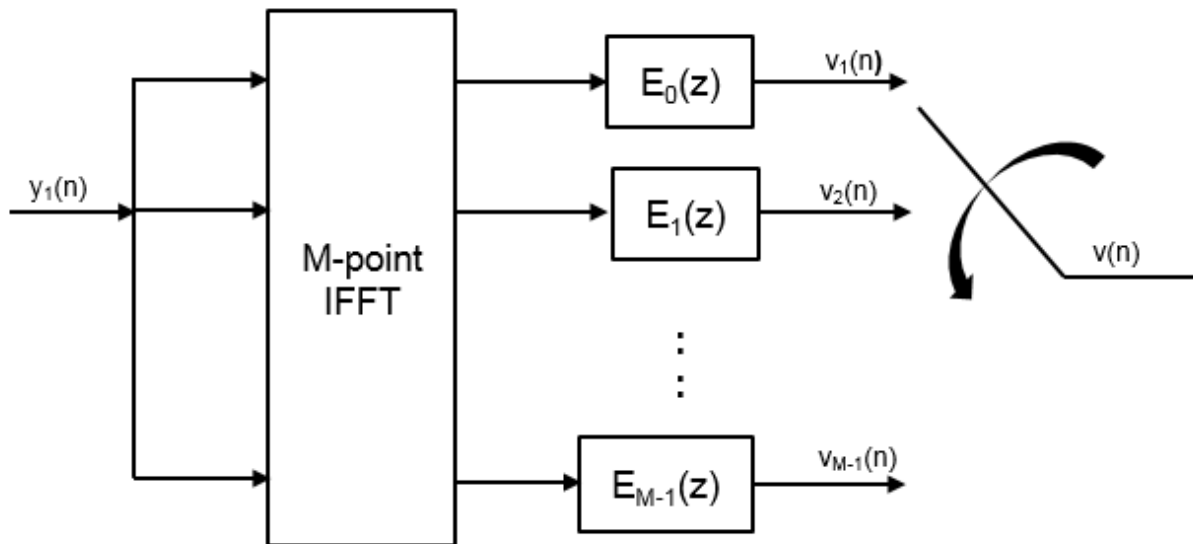 E₀(z)
v₁(n)
y₁(n)
M-point
IFFT
E₁(z)
v₂(n)
v(n)
Eₘ₋₁(z)
vₘ₋₁(n)